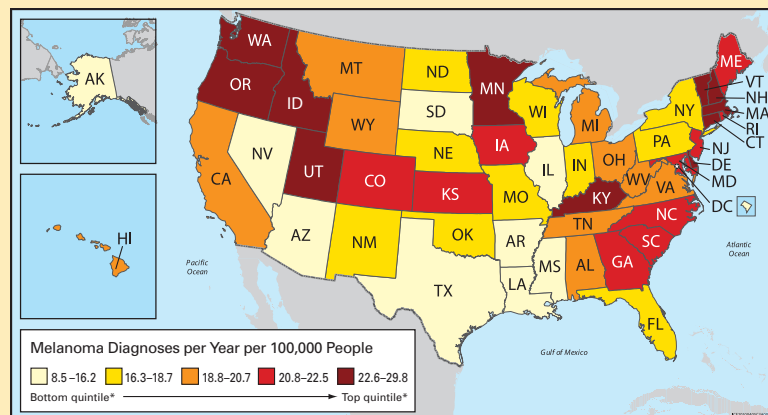 AK
HI
WA
OR
ID
MT
WY
CA
NV
UT
CO
AZ
NM
ND
SD
NE
KS
OK
TX
MN
IA
MO
AR
LA
WI
IL
MS
MI
IN
OH
KY
TN
AL
GA
FL
SC
NC
VA
WV
PA
NY
ME
VT
NH
MA
RI
CT
NJ
DE
MD
DC
Pacific
Ocean
Atlantic
Ocean
Gulf of Mexico
Melanoma Diagnoses per Year per 100,000 People
8.5–16.2 16.3–18.7 18.8–20.7 20.8–22.5 22.6–29.8
Bottom quintile* Top quintile*